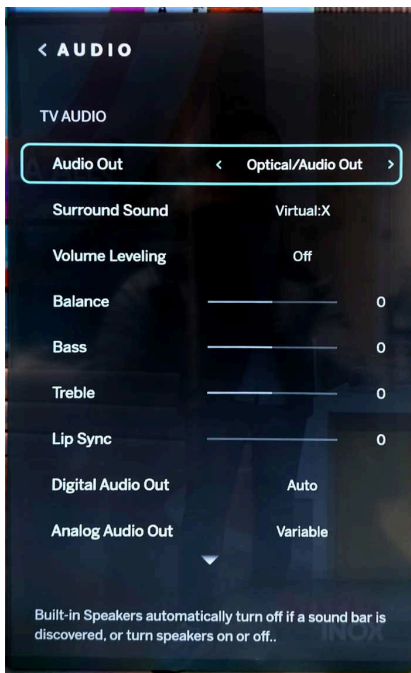 < AUDIO
TV AUDIO
Audio Out < Optical/Audio Out >
Surround Sound Virtual:X
Volume Leveling Off
Balance 0
Bass 0
Treble 0
Lip Sync 0
Digital Audio Out Auto
Analog Audio Out Variable
Built-in Speakers automatically turn off if a sound bar is
discovered, or turn speakers on or off..
INOX